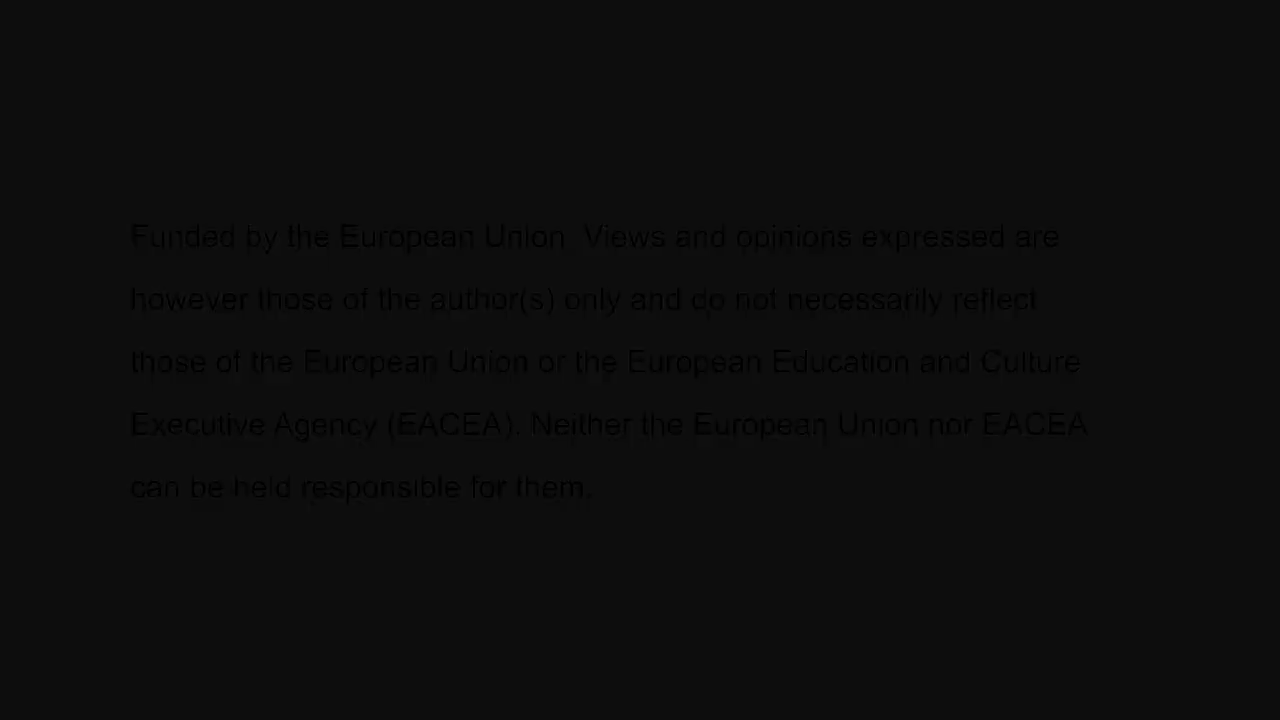 Funded by the European Union. Views and opinions expressed are
however those of the author(s) only and do not necessarily reflect
those of the European Union or the European Education and Culture
Executive Agency (EACEA). Neither the European Union nor EACEA
can be held responsible for them.